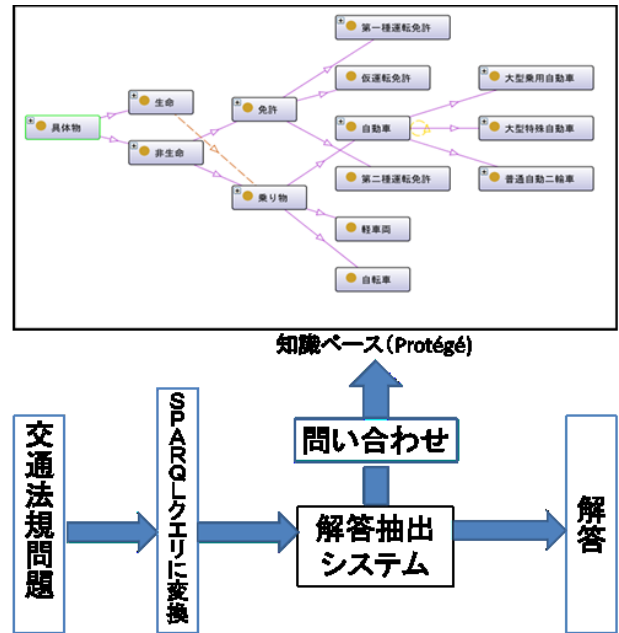 第一種運転免許
仮運転免許
大型乗用自動車
生命
免許
具体物
自動車
大型特殊自動車
非生命
第二種運転免許
普通自動二輪車
乗り物
軽車両
自転車
知識ベース(Protégé)
交通法規問題
SPARQLクエリに変換
問い合わせ
解答抽出
システム
解答